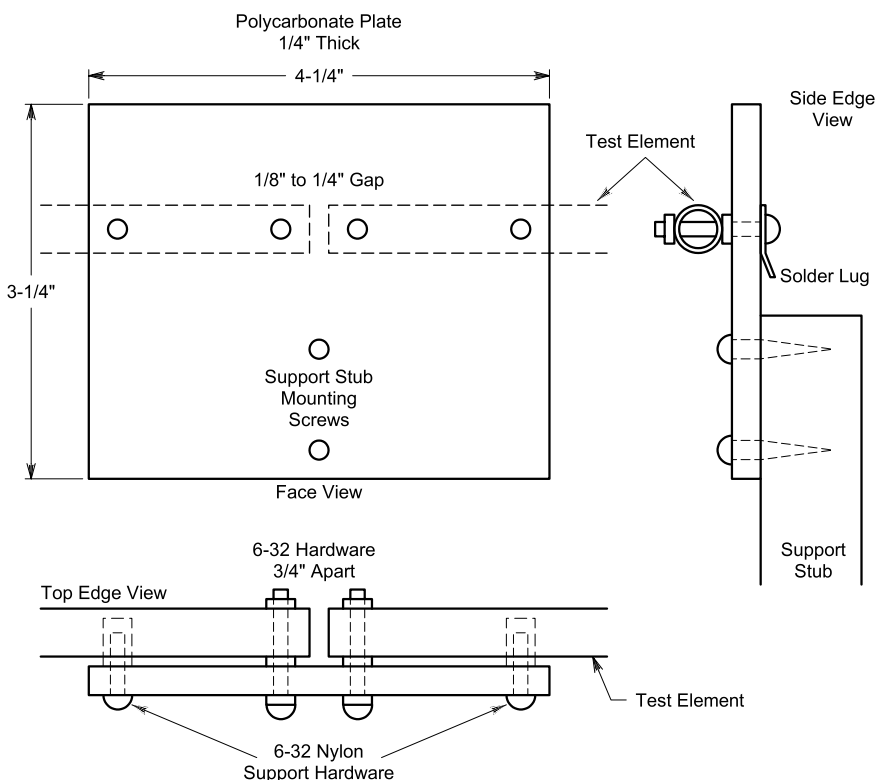 Polycarbonate Plate
1/4" Thick
4-1/4"
Side Edge
View
Test Element
1/8" to 1/4" Gap
3-1/4"
Solder Lug
Support Stub
Mounting
Screws
Face View
6-32 Hardware
3/4" Apart
Support
Stub
Top Edge View
Test Element
6-32 Nylon
Support Hardware